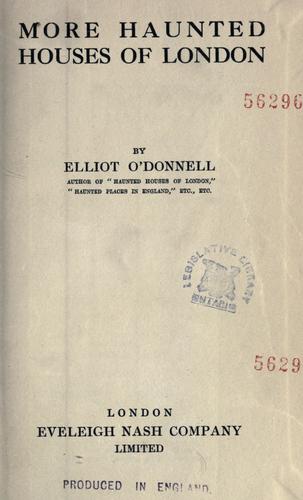 MORE HAUNTED
HOUSES OF LONDON
56296
BY
ELLIOT O'DONNELL
AUTHOR OF "HAUNTED HOUSES OF LONDON,"
"HAUNTED PLACES IN ENGLAND," ETC., ETC.
LEGISLATIVE LIBRARY
ONTARIO
5629
LONDON
EVELEIGH NASH COMPANY
LIMITED
PRODUCED IN ENGLAND